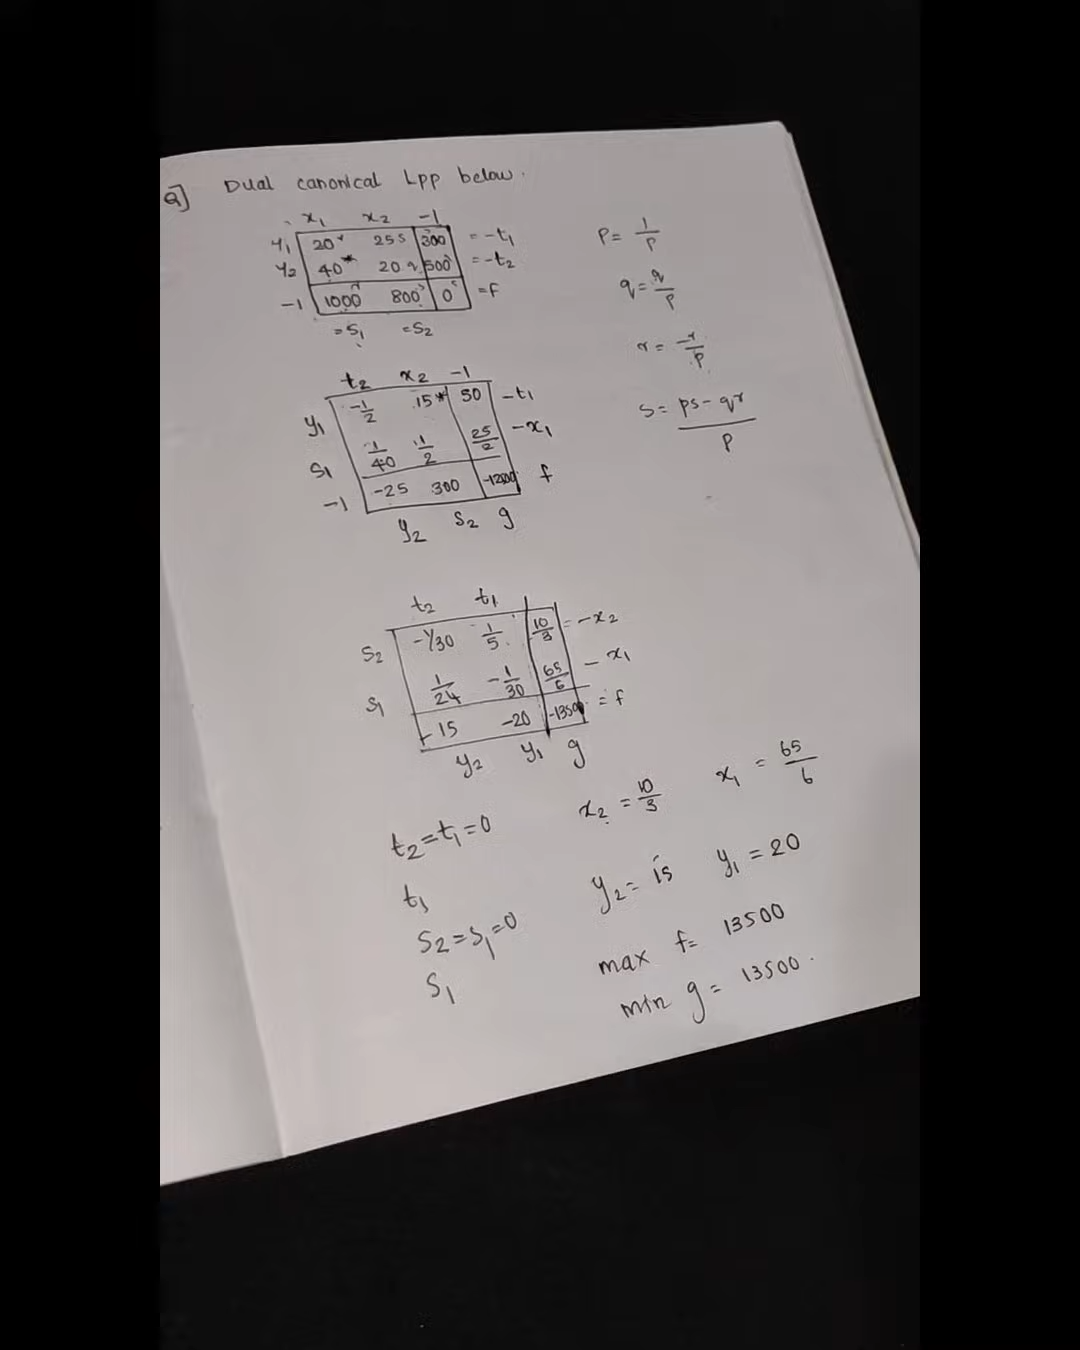 Q] Dual canonical Lpp below.
x1 x2 -1
y1 20r 25s 300 = -t1
y2 40* 20q 500 = -t2
-1 1000 800 0 = f
= s1 = s2
p = 1/p
q = q/p
r = -r/p
s = ps - qr / p
t2 x2 -1
y1 -1/2 15* 50 - t1
s1 1/40 1/2 25/2 - x1
-1 -25 300 f
y2 s2 g
t2 t1
s2 -1/30 1/5 10/3 = -x2
s1 1/24 -1/30 65/6 - x1
-15 -20 -13500 = f
y2 y1 g
t2 = t1 = 0 x2 = 10/3 x1 = 65/6
t1 y2 = 15 y1 = 20
s2 = s1 = 0 max f = 13500
s1 min g = 13500.